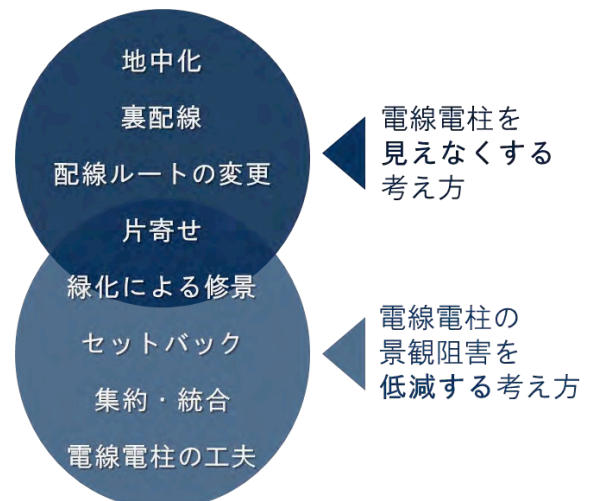 地中化
裏配線
配線ルートの変更
片寄せ
緑化による修景
セットバック
集約・統合
電線電柱の工夫
電線電柱を
見えなくする
考え方
電線電柱の
景観阻害を
低減する考え方